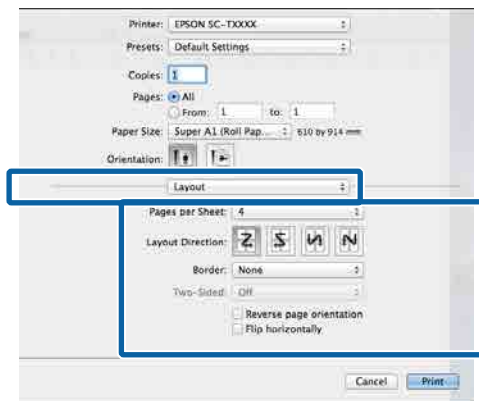 Printer: EPSON SC-TXXXX
Presets: Default Settings
Copies: 1
Pages: All
From: 1 to: 1
Paper Size: Super A1 (Roll Pap... 610 by 914 mm
Orientation:
Layout
Pages per Sheet: 4
Layout Direction:
Border: None
Two-Sided: Off
Reverse page orientation
Flip horizontally
Cancel Print